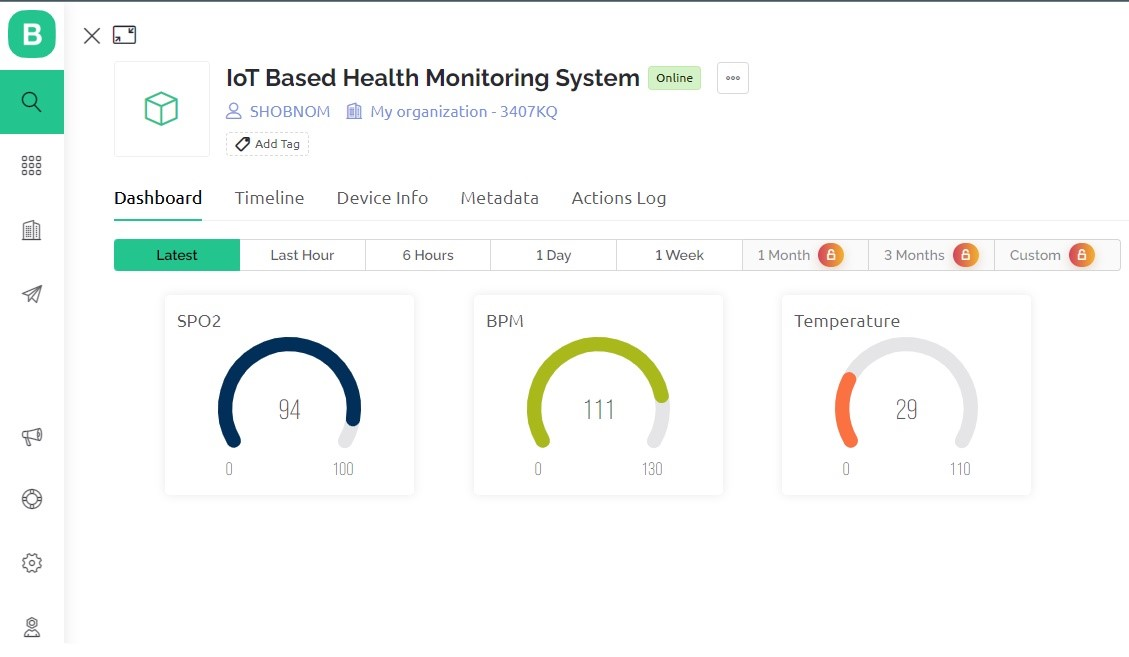 B
IoT Based Health Monitoring System Online
SHOBNOM My organization - 3407KQ
Add Tag
Dashboard Timeline Device Info Metadata Actions Log
Latest Last Hour 6 Hours 1 Day 1 Week 1 Month 3 Months Custom
SPO2 BPM Temperature
94 111 29
0 100 0 130 0 110